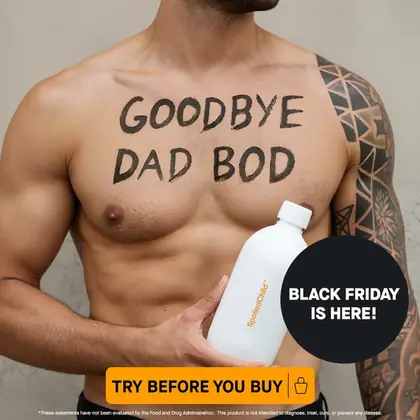 GOODBYE
DAD BOD
SpoiledChild™
BLACK FRIDAY
IS HERE!
TRY BEFORE YOU BUY
*These statements have not been evaluated by the Food and Drug Administration. This product is not intended to diagnose, treat, cure, or prevent any disease.